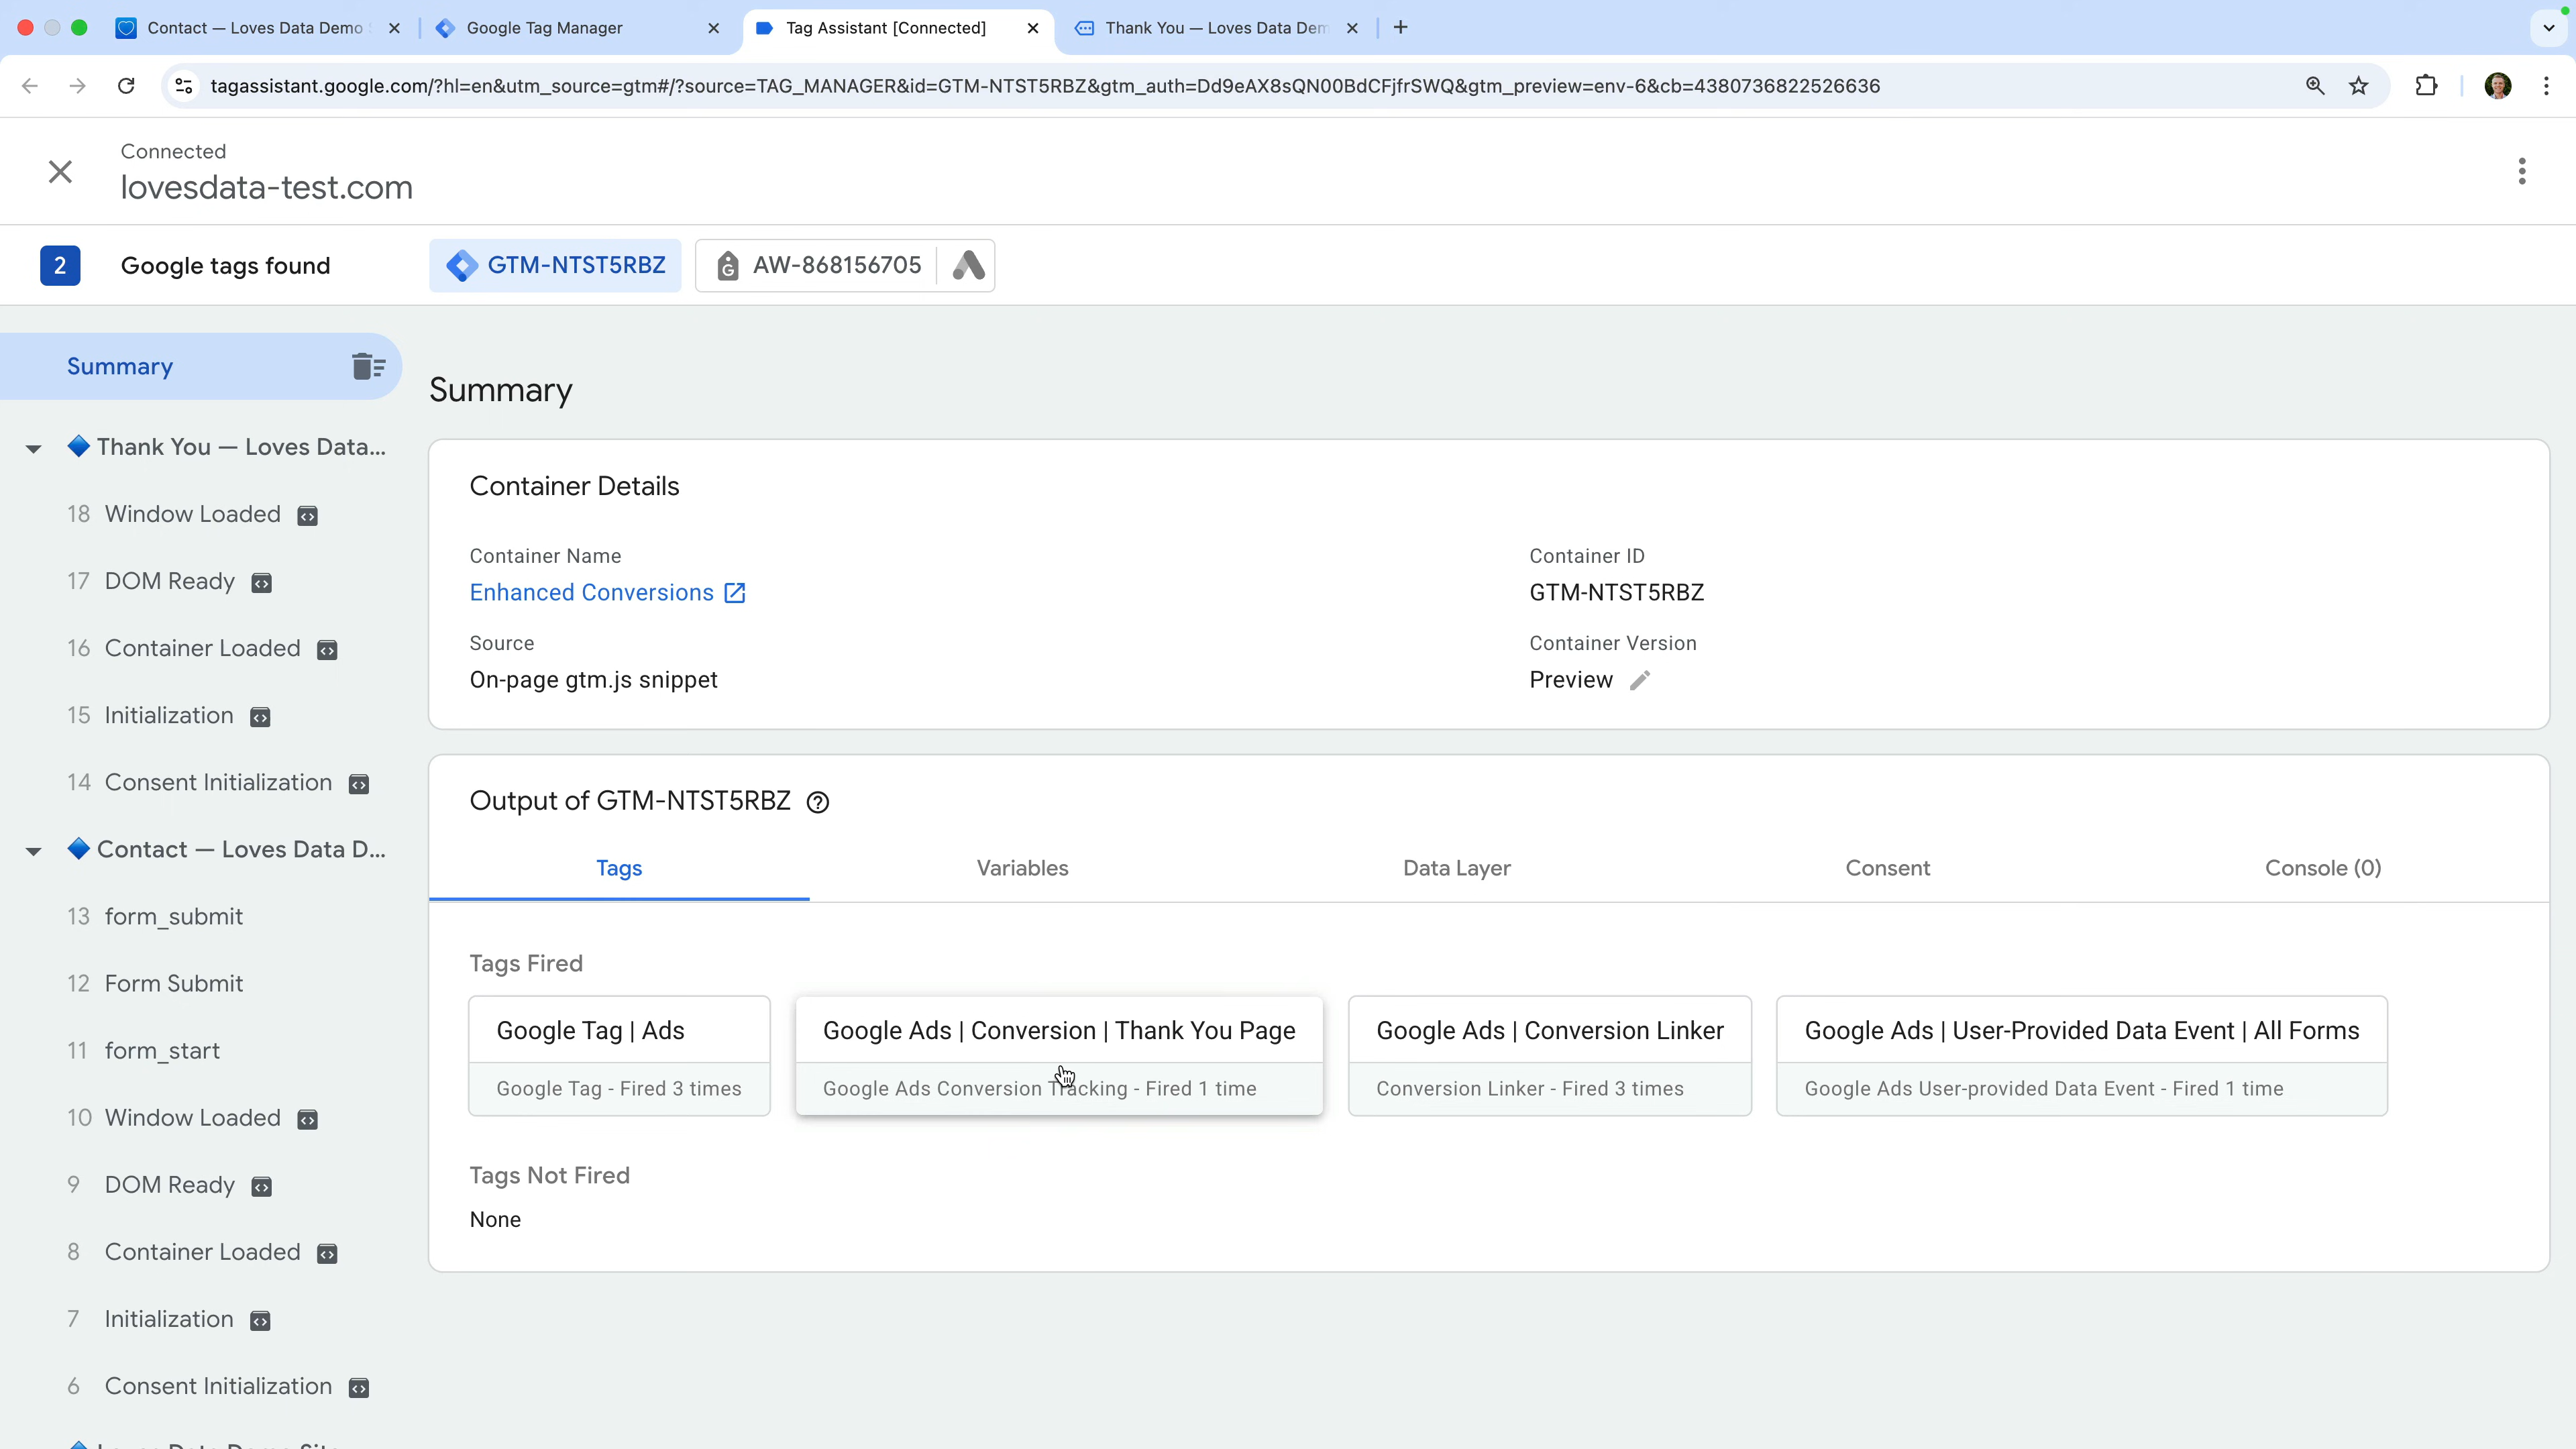 Contact — Loves Data Demo
Google Tag Manager
Tag Assistant [Connected]
Thank You — Loves Data Dem
tagassistant.google.com/?hl=en&utm_source=gtm#/?source=TAG_MANAGER&id=GTM-NTST5RBZ&gtm_auth=Dd9eAX8sQN00BdCFjfrSWQ&gtm_preview=env-6&cb=4380736822526636
Connected
lovesdata-test.com
2 Google tags found
GTM-NTST5RBZ
AW-868156705
Summary
Thank You — Loves Data...
18 Window Loaded
17 DOM Ready
16 Container Loaded
15 Initialization
14 Consent Initialization
Contact — Loves Data D...
13 form_submit
12 Form Submit
11 form_start
10 Window Loaded
9 DOM Ready
8 Container Loaded
7 Initialization
6 Consent Initialization
Summary
Container Details
Container Name
Enhanced Conversions
Container ID
GTM-NTST5RBZ
Source
On-page gtm.js snippet
Container Version
Preview
Output of GTM-NTST5RBZ
Tags
Variables
Data Layer
Consent
Console (0)
Tags Fired
Google Tag | Ads
Google Tag - Fired 3 times
Google Ads | Conversion | Thank You Page
Google Ads Conversion Tracking - Fired 1 time
Google Ads | Conversion Linker
Conversion Linker - Fired 3 times
Google Ads | User-Provided Data Event | All Forms
Google Ads User-provided Data Event - Fired 1 time
Tags Not Fired
None